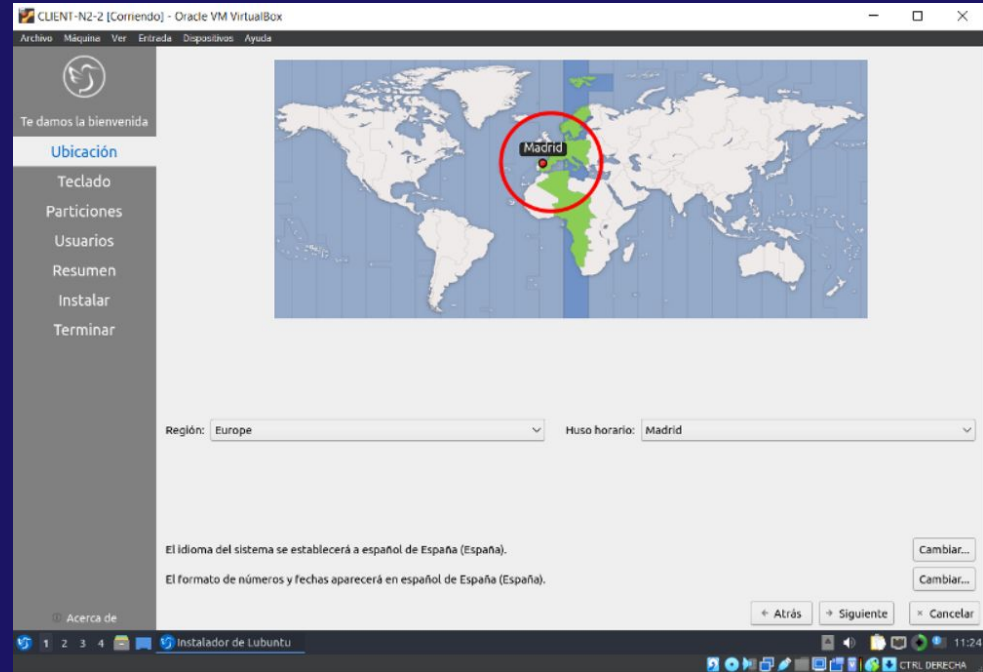 CLIENT-N2-2 [Corriendo] - Oracle VM VirtualBox
Archivo Máquina Ver Entrada Dispositivos Ayuda
Te damos la bienvenida
Ubicación
Teclado
Particiones
Usuarios
Resumen
Instalar
Terminar
Madrid
Región: Europe Huso horario: Madrid
El idioma del sistema se establecerá a español de España (España). Cambiar...
El formato de números y fechas aparecerá en español de España (España). Cambiar...
Acerca de
Atrás Siguiente Cancelar
1 2 3 4 Instalador de Lubuntu 11:24
CTRL DERECHA